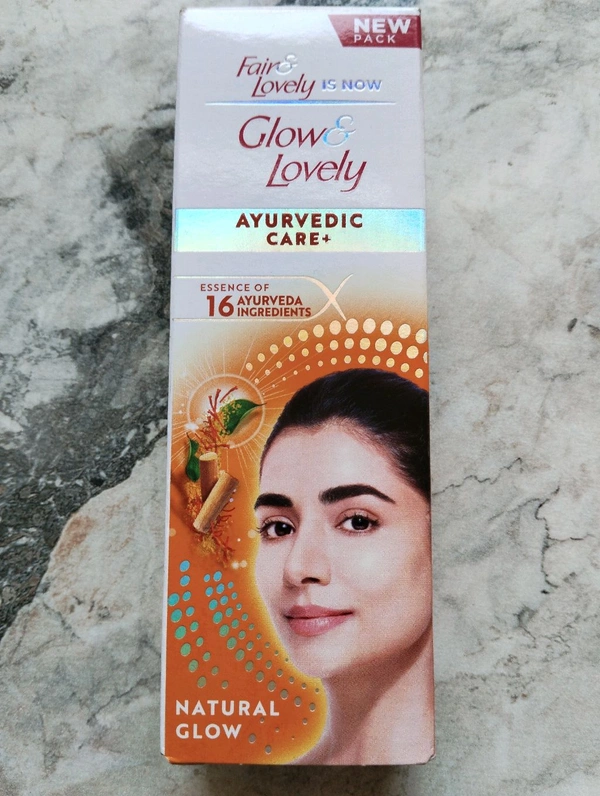 NEW
PACK
Fair &
Lovely IS NOW
Glow &
Lovely
AYURVEDIC
CARE+
ESSENCE OF
16 AYURVEDA
INGREDIENTS
NATURAL
GLOW